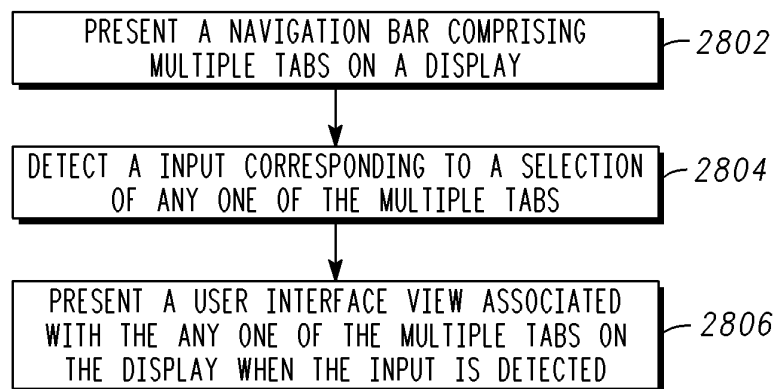 PRESENT A NAVIGATION BAR COMPRISING
MULTIPLE TABS ON A DISPLAY
2802
DETECT A INPUT CORRESPONDING TO A SELECTION
OF ANY ONE OF THE MULTIPLE TABS
2804
PRESENT A USER INTERFACE VIEW ASSOCIATED
WITH THE ANY ONE OF THE MULTIPLE TABS ON
THE DISPLAY WHEN THE INPUT IS DETECTED
2806